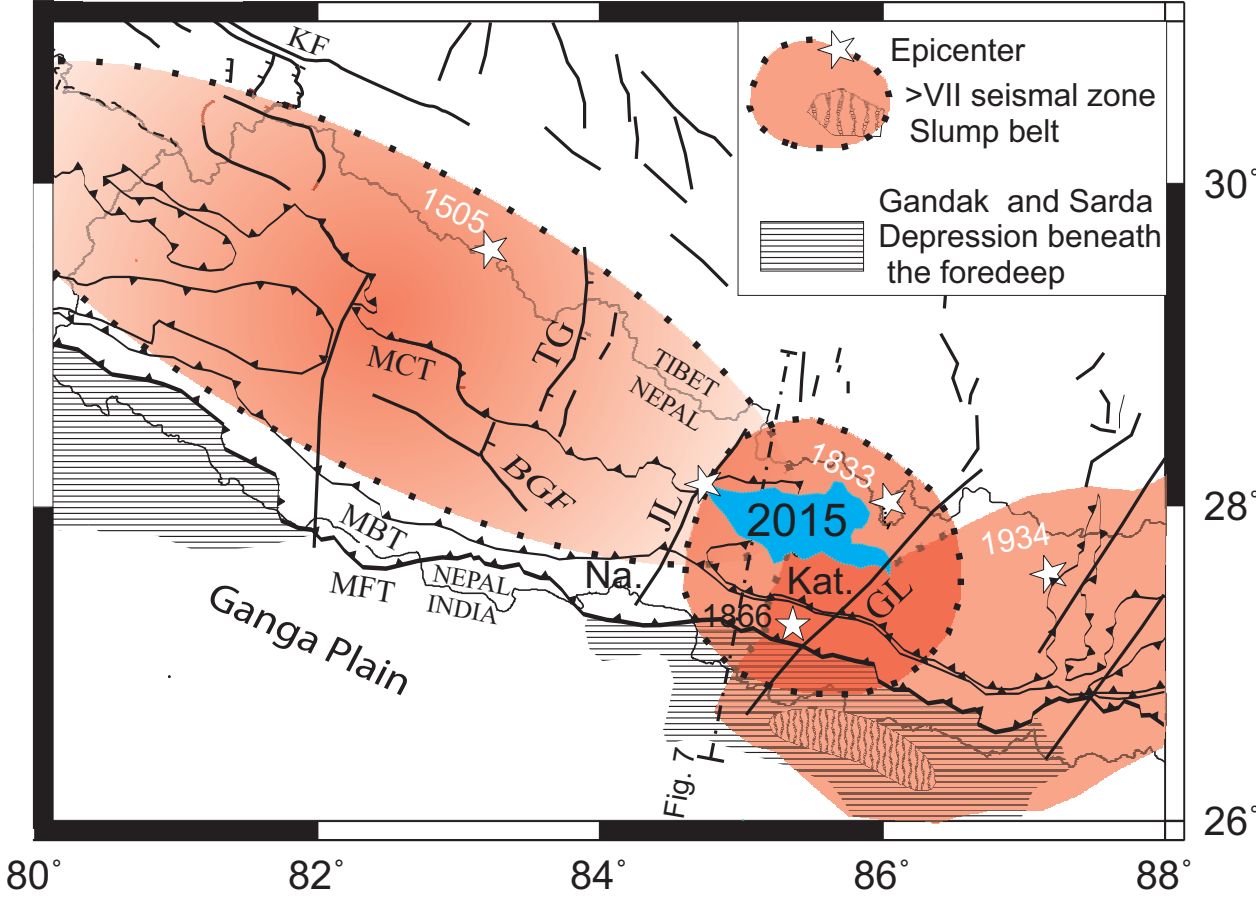 KF
Epicenter
>VII seismal zone
Slump belt
Gandak and Sarda
Depression beneath
the foredeep
30°
1505
TG
MCT
TIBET
NEPAL
BGF
1833
28°
JL
2015
1934
MBT
Na.
Kat.
GL
MFT
NEPAL
INDIA
1866
Ganga Plain
Fig. 7
26°
80°
82°
84°
86°
88°